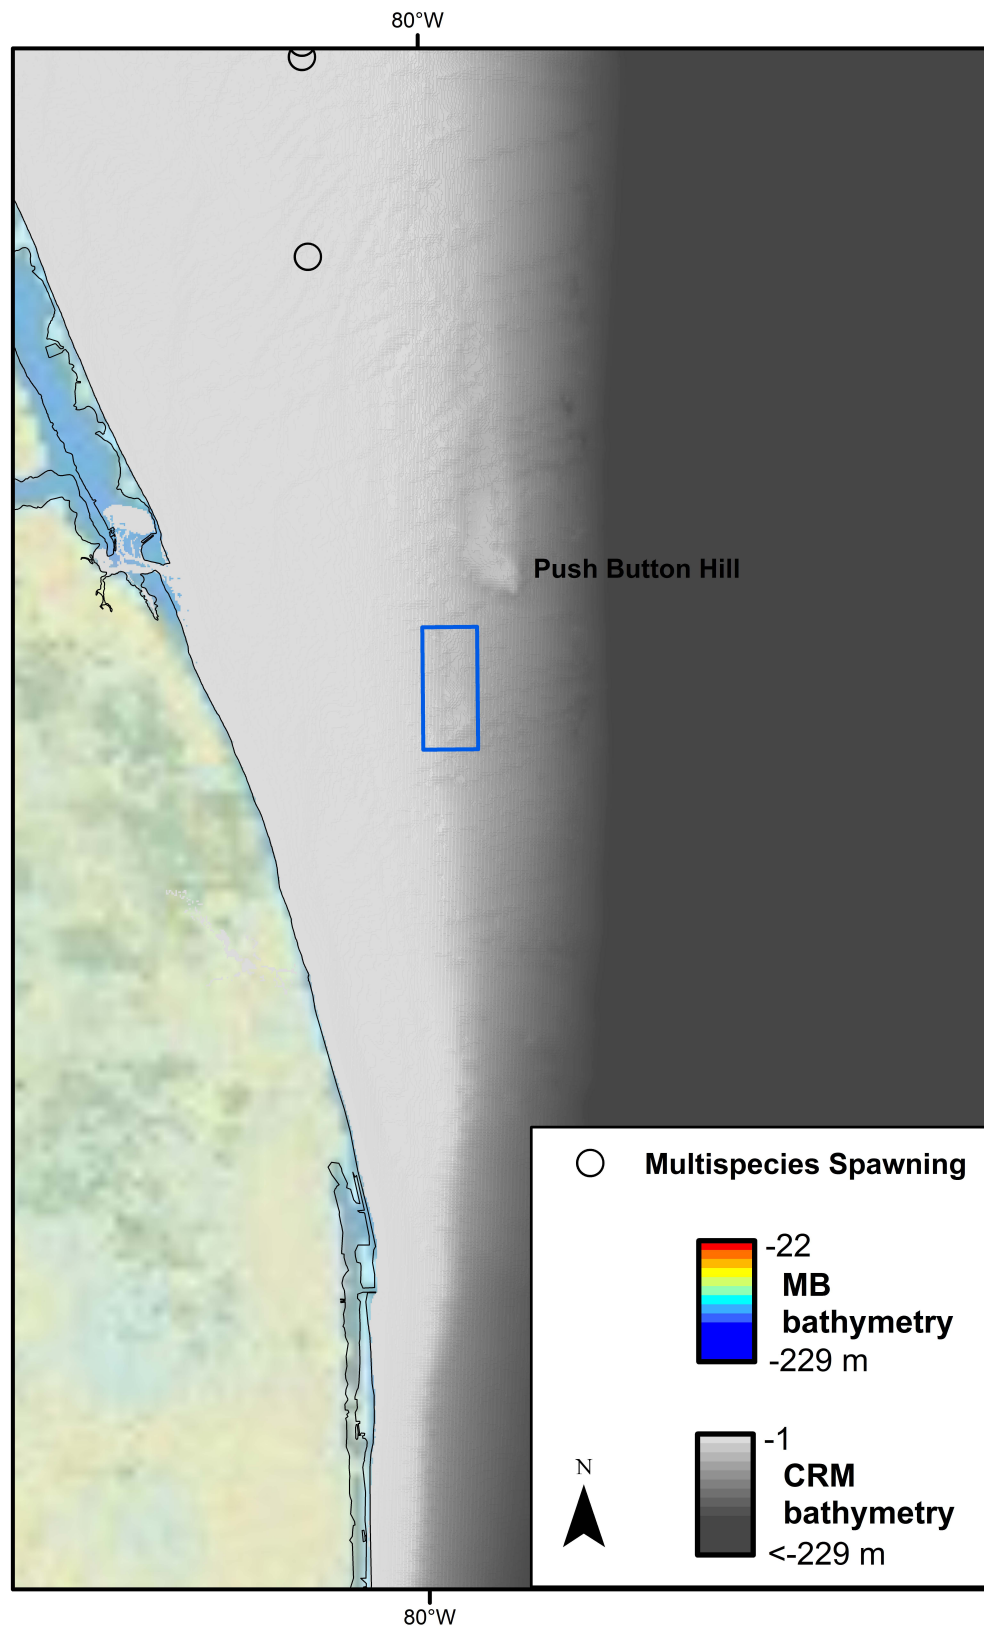 80°W
Push Button Hill
Multispecies Spawning
-22
MB
bathymetry
-229 m
-1
N
CRM
bathymetry
<-229 m
80°W